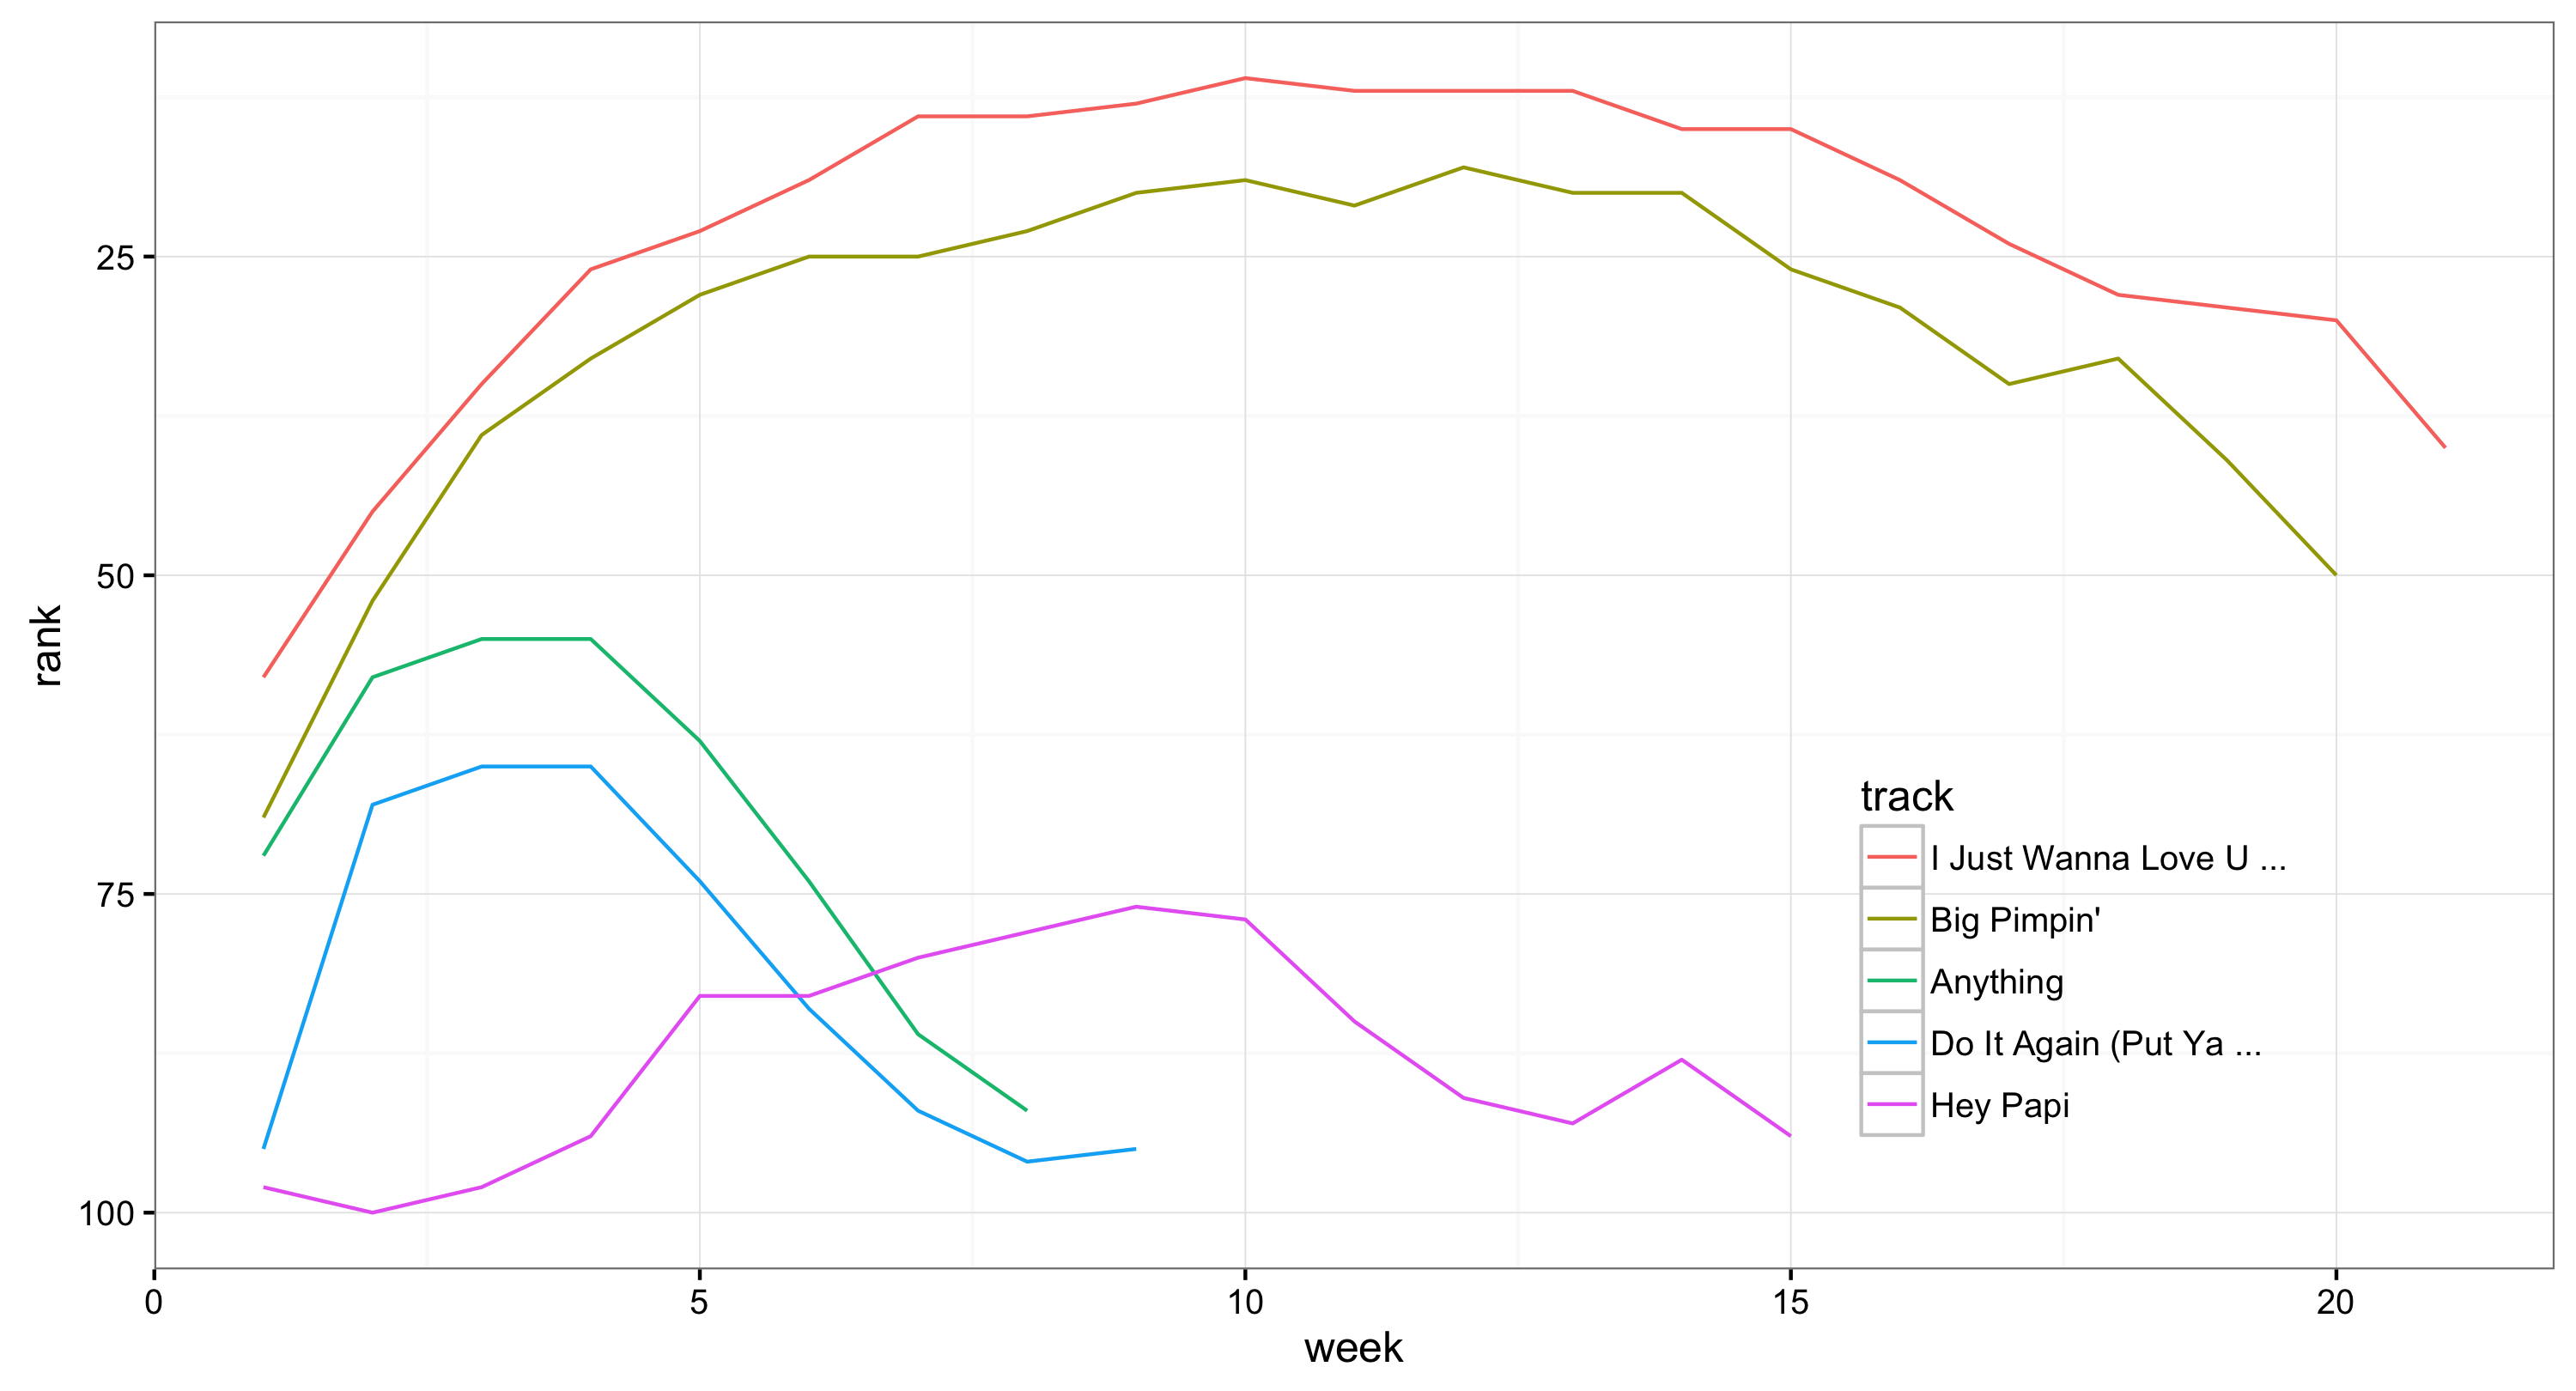 rank
25
50
75
100
0 5 10 15 20
week
track
I Just Wanna Love U ...
Big Pimpin'
Anything
Do It Again (Put Ya ...
Hey Papi